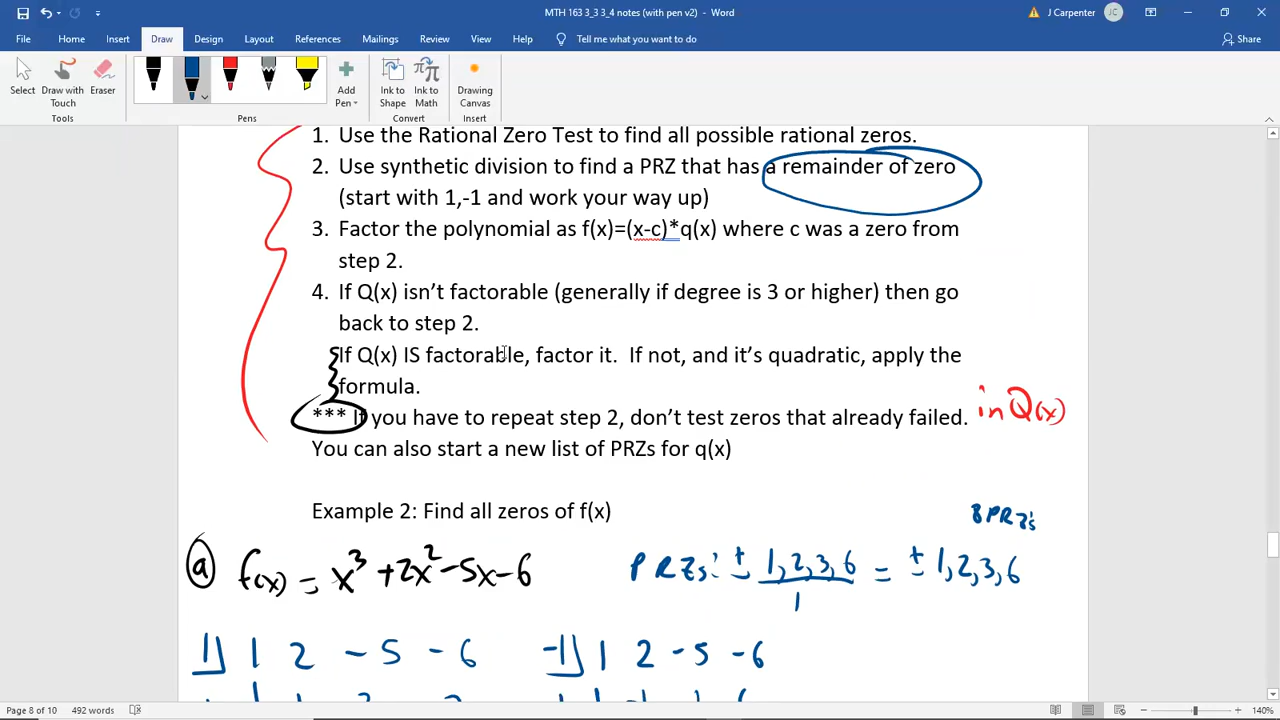 MTH 163 3_3 3_4 notes (with pen v2) - Word
J Carpenter
JC
File Home Insert Draw Design Layout References Mailings Review View Help Tell me what you want to do
Share
Select
Draw with Touch
Eraser
Add Pen
Ink to Shape
Ink to Math
Drawing Canvas
Tools
Pens
Convert
Insert
1. Use the Rational Zero Test to find all possible rational zeros.
2. Use synthetic division to find a PRZ that has a remainder of zero
(start with 1,-1 and work your way up)
3. Factor the polynomial as f(x)=(x-c)*q(x) where c was a zero from
step 2.
4. If Q(x) isn't factorable (generally if degree is 3 or higher) then go
back to step 2.
If Q(x) IS factorable, factor it. If not, and it's quadratic, apply the
formula.
*** If you have to repeat step 2, don't test zeros that already failed. in Q(x)
You can also start a new list of PRZs for q(x)
8 PRZ's
Example 2: Find all zeros of f(x)
a f(x) = x³ + 2x² - 5x - 6 PRZs: ± 1, 2, 3, 6 / 1 = ± 1, 2, 3, 6
1 1 2 -5 -6 -1 1 2 -5 -6
Page 8 of 10 492 words
140%